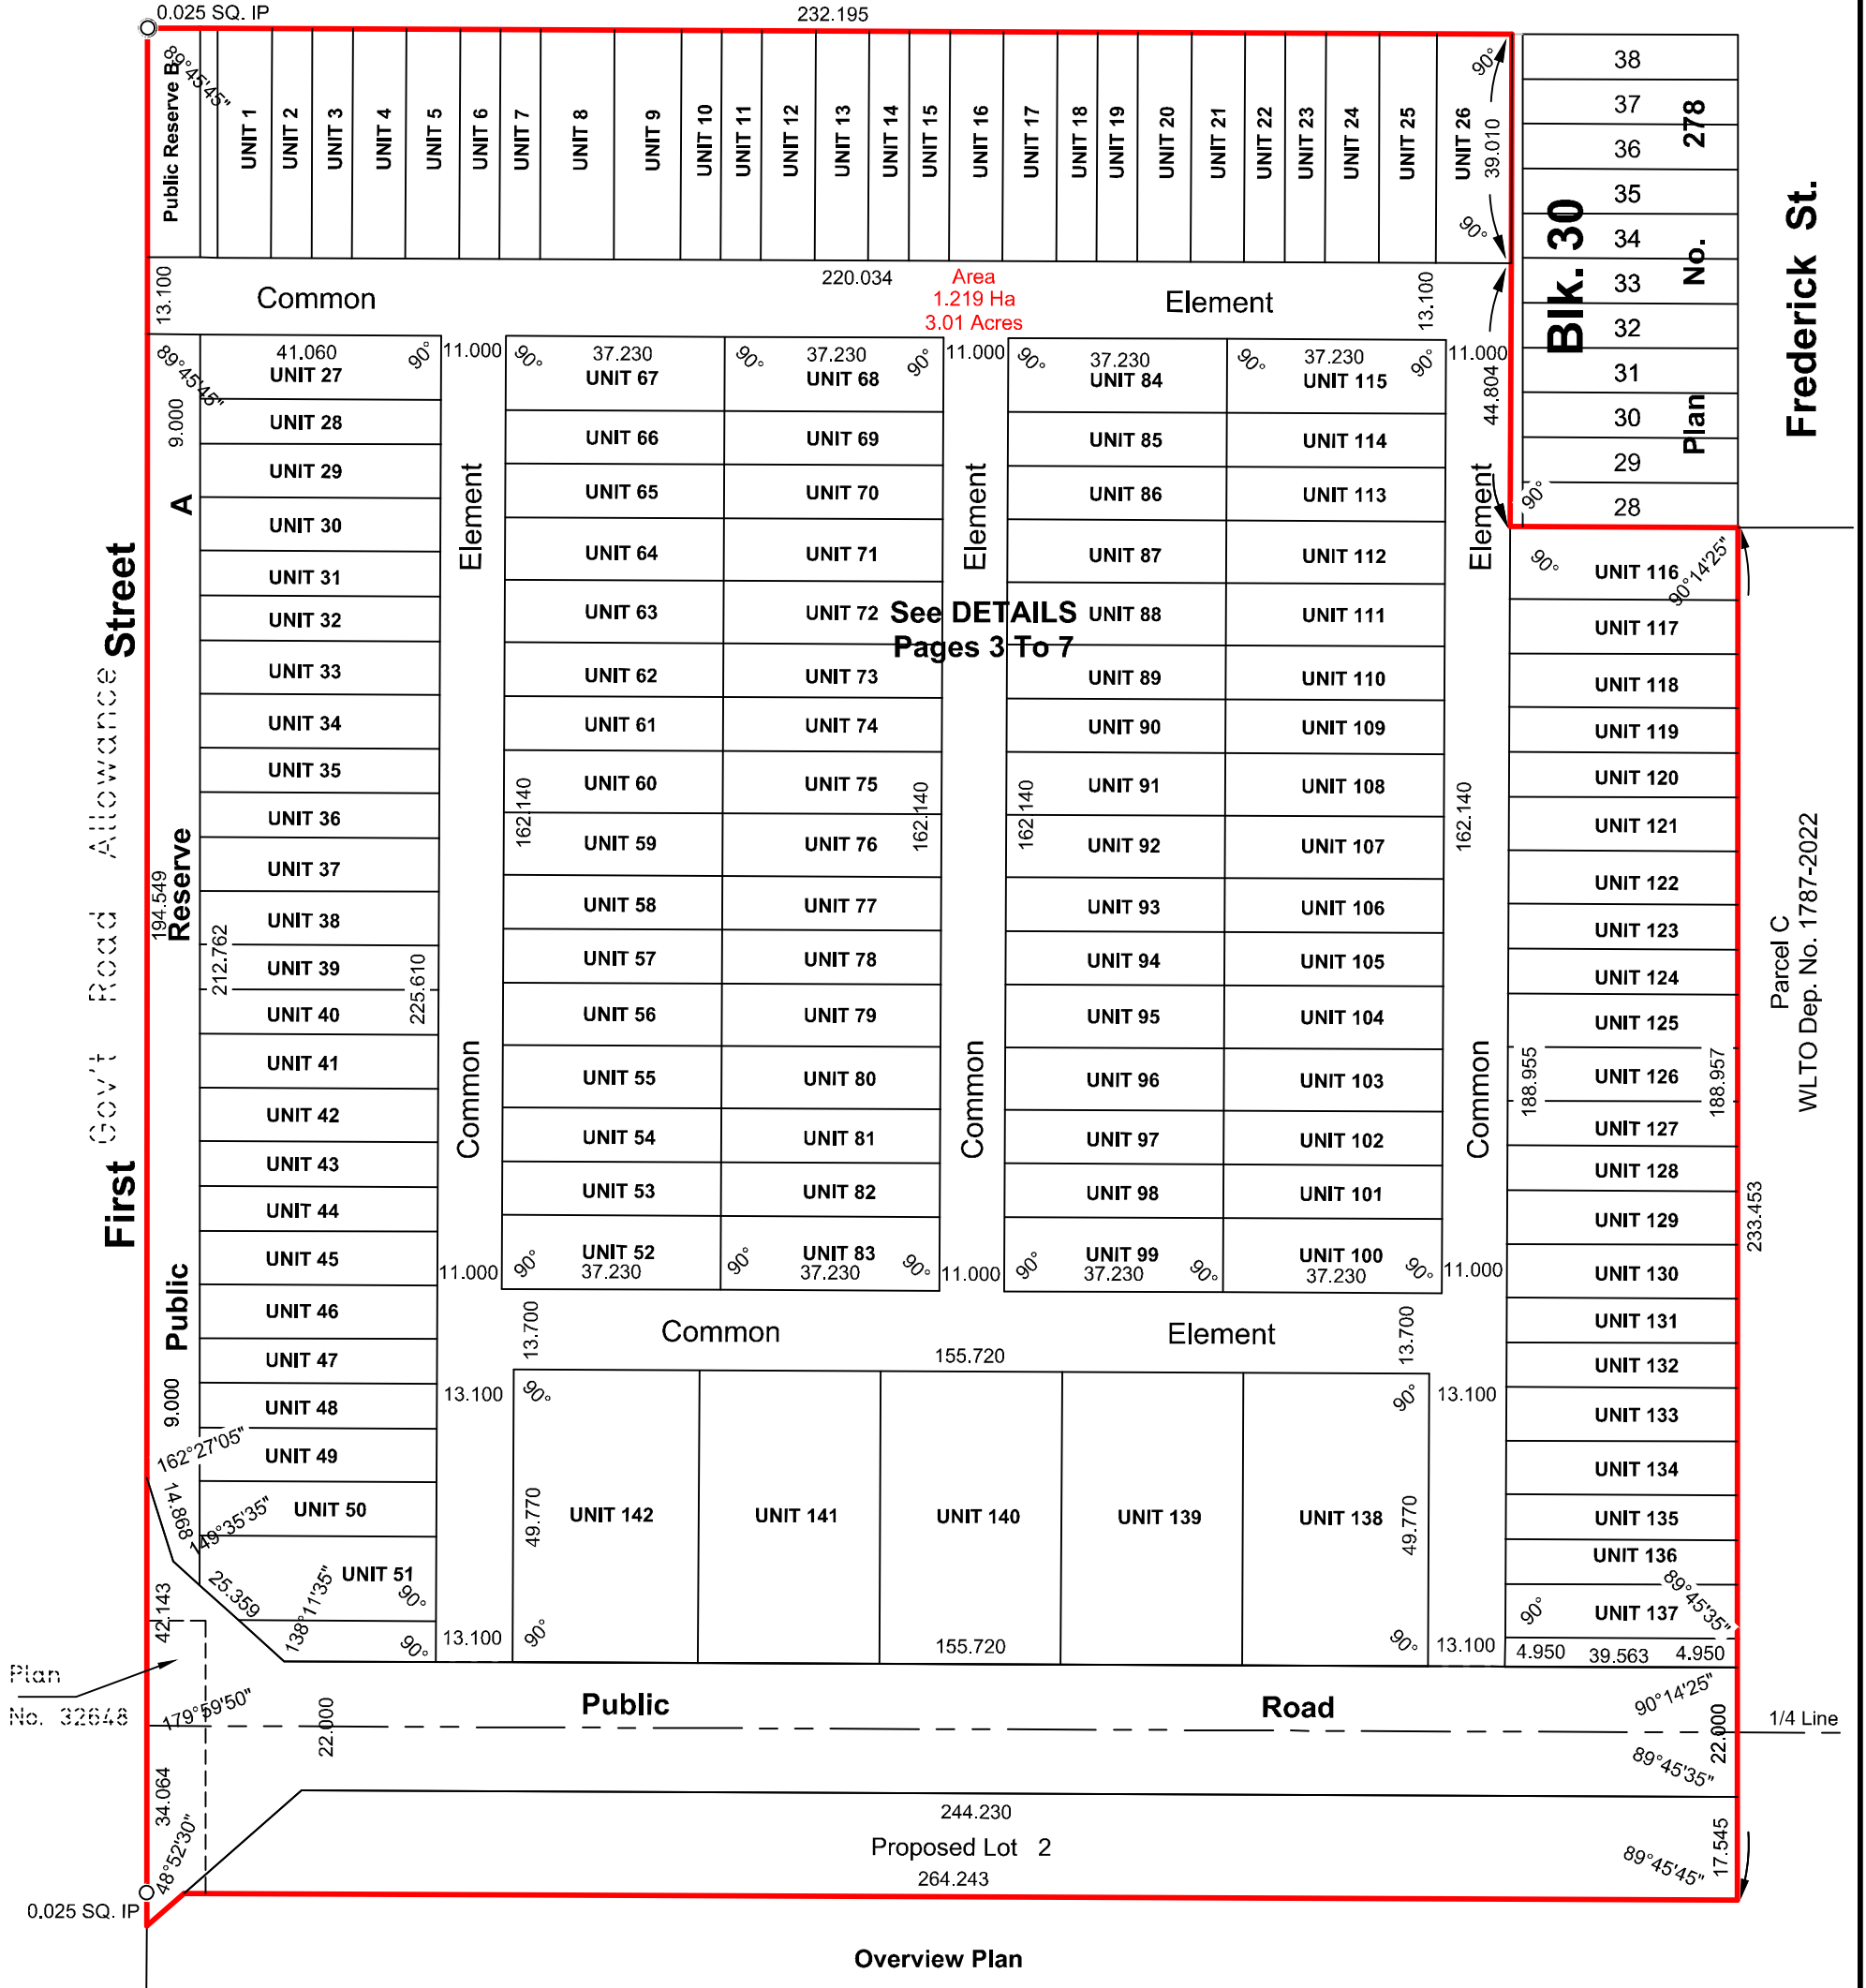 0.025 SQ. IP
232.195
89°45'45"
Public Reserve B
UNIT 1
UNIT 2
UNIT 3
UNIT 4
UNIT 5
UNIT 6
UNIT 7
UNIT 8
UNIT 9
UNIT 10
UNIT 11
UNIT 12
UNIT 13
UNIT 14
UNIT 15
UNIT 16
UNIT 17
UNIT 18
UNIT 19
UNIT 20
UNIT 21
UNIT 22
UNIT 23
UNIT 24
UNIT 25
UNIT 26
90°
39.010
90°
38
37
36
35
34
33
32
31
30
29
28
Blk. 30
Plan No. 278
Frederick St.
13.100
Common
220.034
Area
1.219 Ha
3.01 Acres
Element
13.100
44.804
90°
89°45'45"
41.060
90°
11.000
90°
37.230
90°
37.230
90°
11.000
90°
37.230
90°
37.230
90°
11.000
9.000
UNIT 27
UNIT 28
UNIT 29
UNIT 30
UNIT 31
UNIT 32
UNIT 33
UNIT 34
UNIT 35
UNIT 36
UNIT 37
UNIT 38
UNIT 39
UNIT 40
UNIT 41
UNIT 42
UNIT 43
UNIT 44
UNIT 45
UNIT 46
UNIT 47
UNIT 48
UNIT 49
UNIT 50
UNIT 51
First Street
Gov't Road Allowance
194.549
Public Reserve A
212.762
225.610
9.000
Common Element
UNIT 67
UNIT 66
UNIT 65
UNIT 64
UNIT 63
UNIT 62
UNIT 61
UNIT 60
UNIT 59
UNIT 58
UNIT 57
UNIT 56
UNIT 55
UNIT 54
UNIT 53
UNIT 52
162.140
UNIT 68
UNIT 69
UNIT 70
UNIT 71
UNIT 72
UNIT 73
UNIT 74
UNIT 75
UNIT 76
UNIT 77
UNIT 78
UNIT 79
UNIT 80
UNIT 81
UNIT 82
UNIT 83
162.140
See DETAILS
Pages 3 To 7
Common Element
UNIT 84
UNIT 85
UNIT 86
UNIT 87
UNIT 88
UNIT 89
UNIT 90
UNIT 91
UNIT 92
UNIT 93
UNIT 94
UNIT 95
UNIT 96
UNIT 97
UNIT 98
UNIT 99
162.140
UNIT 115
UNIT 114
UNIT 113
UNIT 112
UNIT 111
UNIT 110
UNIT 109
UNIT 108
UNIT 107
UNIT 106
UNIT 105
UNIT 104
UNIT 103
UNIT 102
UNIT 101
UNIT 100
162.140
Common Element
90°
90°14'25"
UNIT 116
UNIT 117
UNIT 118
UNIT 119
UNIT 120
UNIT 121
UNIT 122
UNIT 123
UNIT 124
UNIT 125
UNIT 126
UNIT 127
UNIT 128
UNIT 129
UNIT 130
UNIT 131
UNIT 132
UNIT 133
UNIT 134
UNIT 135
UNIT 136
UNIT 137
188.955
188.957
233.453
Parcel C
WLTO Dep. No. 1787-2022
11.000
90°
37.230
90°
37.230
90°
11.000
90°
37.230
90°
37.230
90°
11.000
13.700
Common
Element
13.700
155.720
13.100
90°
90°
13.100
162°27'05"
14.868
149°35'35"
25.359
138°11'35"
90°
90°
42.143
49.770
UNIT 142
UNIT 141
UNIT 140
UNIT 139
UNIT 138
49.770
89°45'35"
90°
13.100
90°
155.720
90°
13.100
4.950
39.563
4.950
Plan
No. 32648
179°59'50"
22.000
Public
Road
90°14'25"
22.000
1/4 Line
89°45'35"
34.064
48°52'30"
244.230
Proposed Lot 2
264.243
17.545
89°45'45"
0.025 SQ. IP
Overview Plan